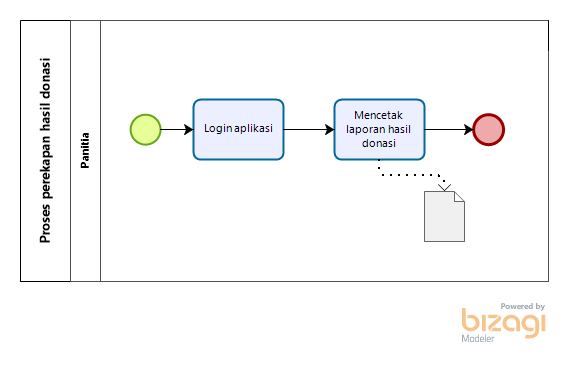 Proses perekapan hasil donasi
Panitia
Login aplikasi
Mencetak
laporan hasil
donasi
Powered by
bizagi
Modeler